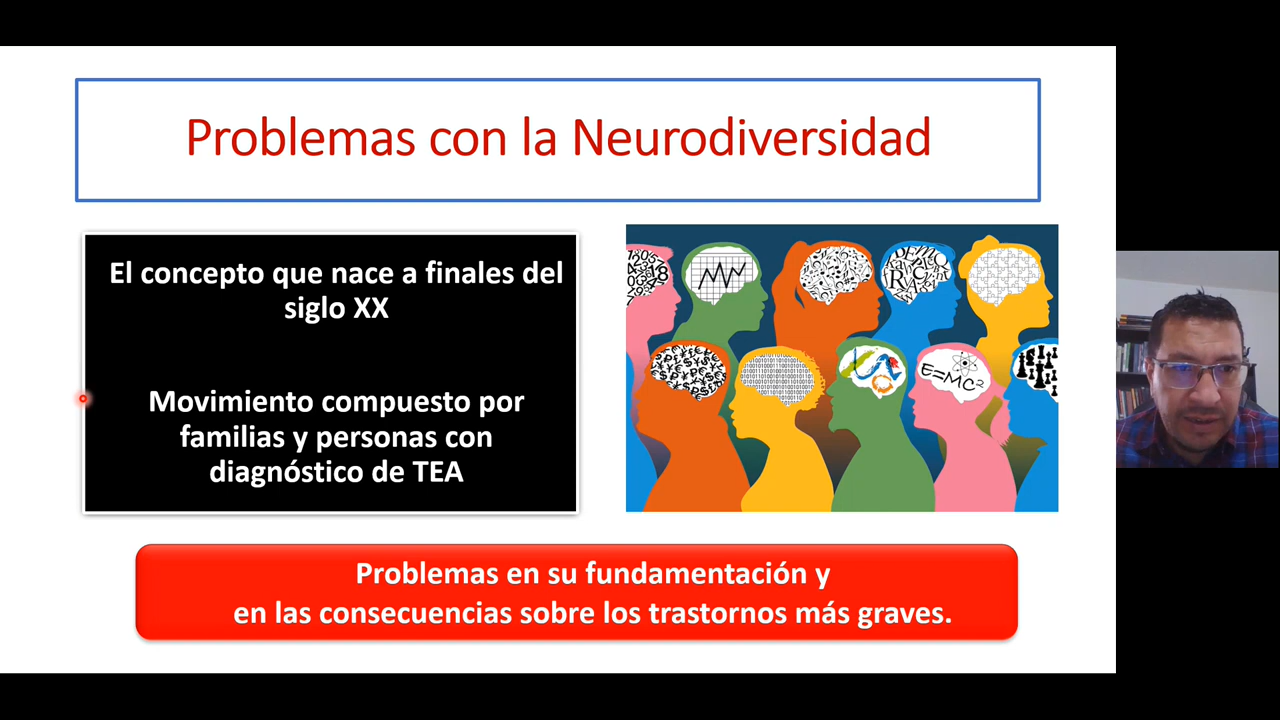 Problemas con la Neurodiversidad
El concepto que nace a finales del
siglo XX
Movimiento compuesto por
familias y personas con
diagnóstico de TEA
E=MC²
Problemas en su fundamentación y
en las consecuencias sobre los trastornos más graves.